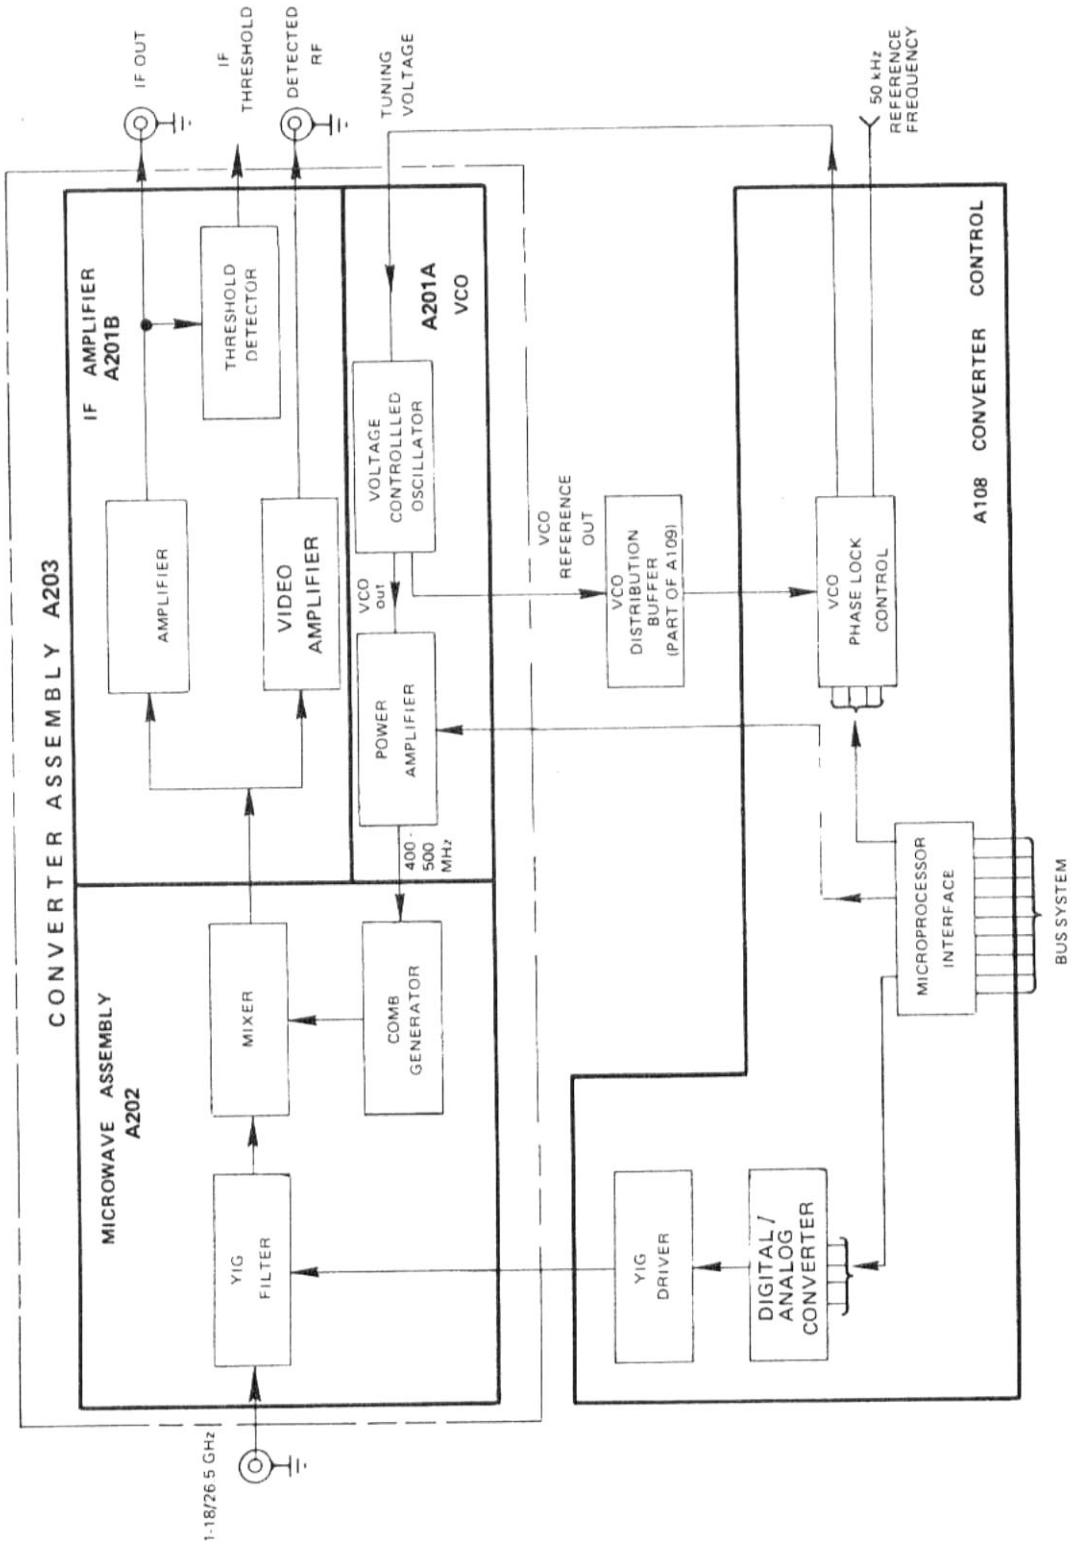 CONVERTER ASSEMBLY A203
MICROWAVE ASSEMBLY
A202
IF AMPLIFIER
A201B
1-18/26.5 GHz
YIG
FILTER
MIXER
COMB
GENERATOR
AMPLIFIER
VIDEO
AMPLIFIER
THRESHOLD
DETECTOR
IF OUT
IF
THRESHOLD
DETECTED
RF
TUNING
VOLTAGE
400 -
500
MHz
POWER
AMPLIFIER
VCO
out
VOLTAGE
CONTROLLLED
OSCILLATOR
A201A
VCO
VCO
REFERENCE
OUT
VCO
DISTRIBUTION
BUFFER
(PART OF A109)
YIG
DRIVER
DIGITAL/
ANALOG
CONVERTER
MICROPROCESSOR
INTERFACE
VCO
PHASE LOCK
CONTROL
50 kHz
REFERENCE
FREQUENCY
A108 CONVERTER CONTROL
BUS SYSTEM